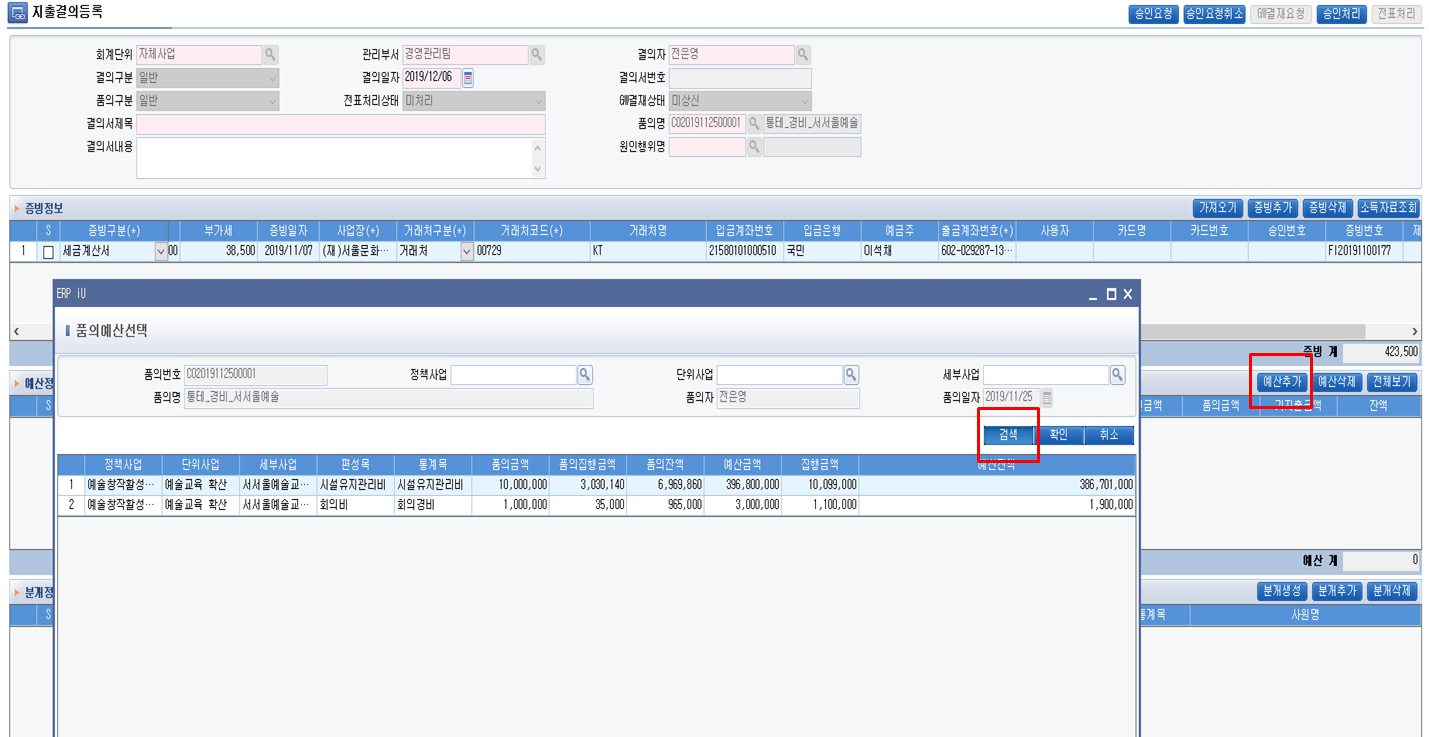 지출결의등록
승인요청 승인요청취소 GW결재요청 승인처리 전표처리
회계단위 자체사업 관리부서 경영관리팀 결의자 전은영
결의구분 일반 결의일자 2019/12/06 결의서번호
품의구분 일반 전표처리상태 미처리 GW결재상태 미상신
결의서제목 품의명 CO2019112500001 통테_경비_서서울예술
결의서내용 원인행위명
증빙정보 가져오기 증빙추가 증빙삭제 소득자료조회
S 증빙구분(*) 부가세 증빙일자 사업장(*) 거래처구분(*) 거래처코드(*) 거래처명 입금계좌번호 입금은행 예금주 출금계좌번호(*) 사용자 카드명 카드번호 승인번호 증빙번호 제
1 세금계산서 00 38,500 2019/11/07 (재)서울문화… 거래처 00729 KT 21580101000510 국민 이석채 602-029287-13… FI20191100177
ERP iU
품의예산선택
증빙 계 423,500
품의번호 CO2019112500001 정책사업 단위사업 세부사업
예산정 예산추가 예산삭제 전체보기
품의명 통테_경비_서서울예술 품의자 전은영 품의일자 2019/11/25
S 금액 품의금액 기지출금액 잔액
검색 확인 취소
정책사업 단위사업 세부사업 편성목 통계목 품의금액 품의집행금액 품의잔액 예산금액 집행금액 예산잔액
1 예술창작활성… 예술교육 확산 서서울예술교… 시설유지관리비 시설유지관리비 10,000,000 3,030,140 6,969,860 396,800,000 10,099,000 386,701,000
2 예술창작활성… 예술교육 확산 서서울예술교… 회의비 회의경비 1,000,000 35,000 965,000 3,000,000 1,100,000 1,900,000
예산 계 0
분개정 분개생성 분개추가 분개삭제
S 통계목 사원명